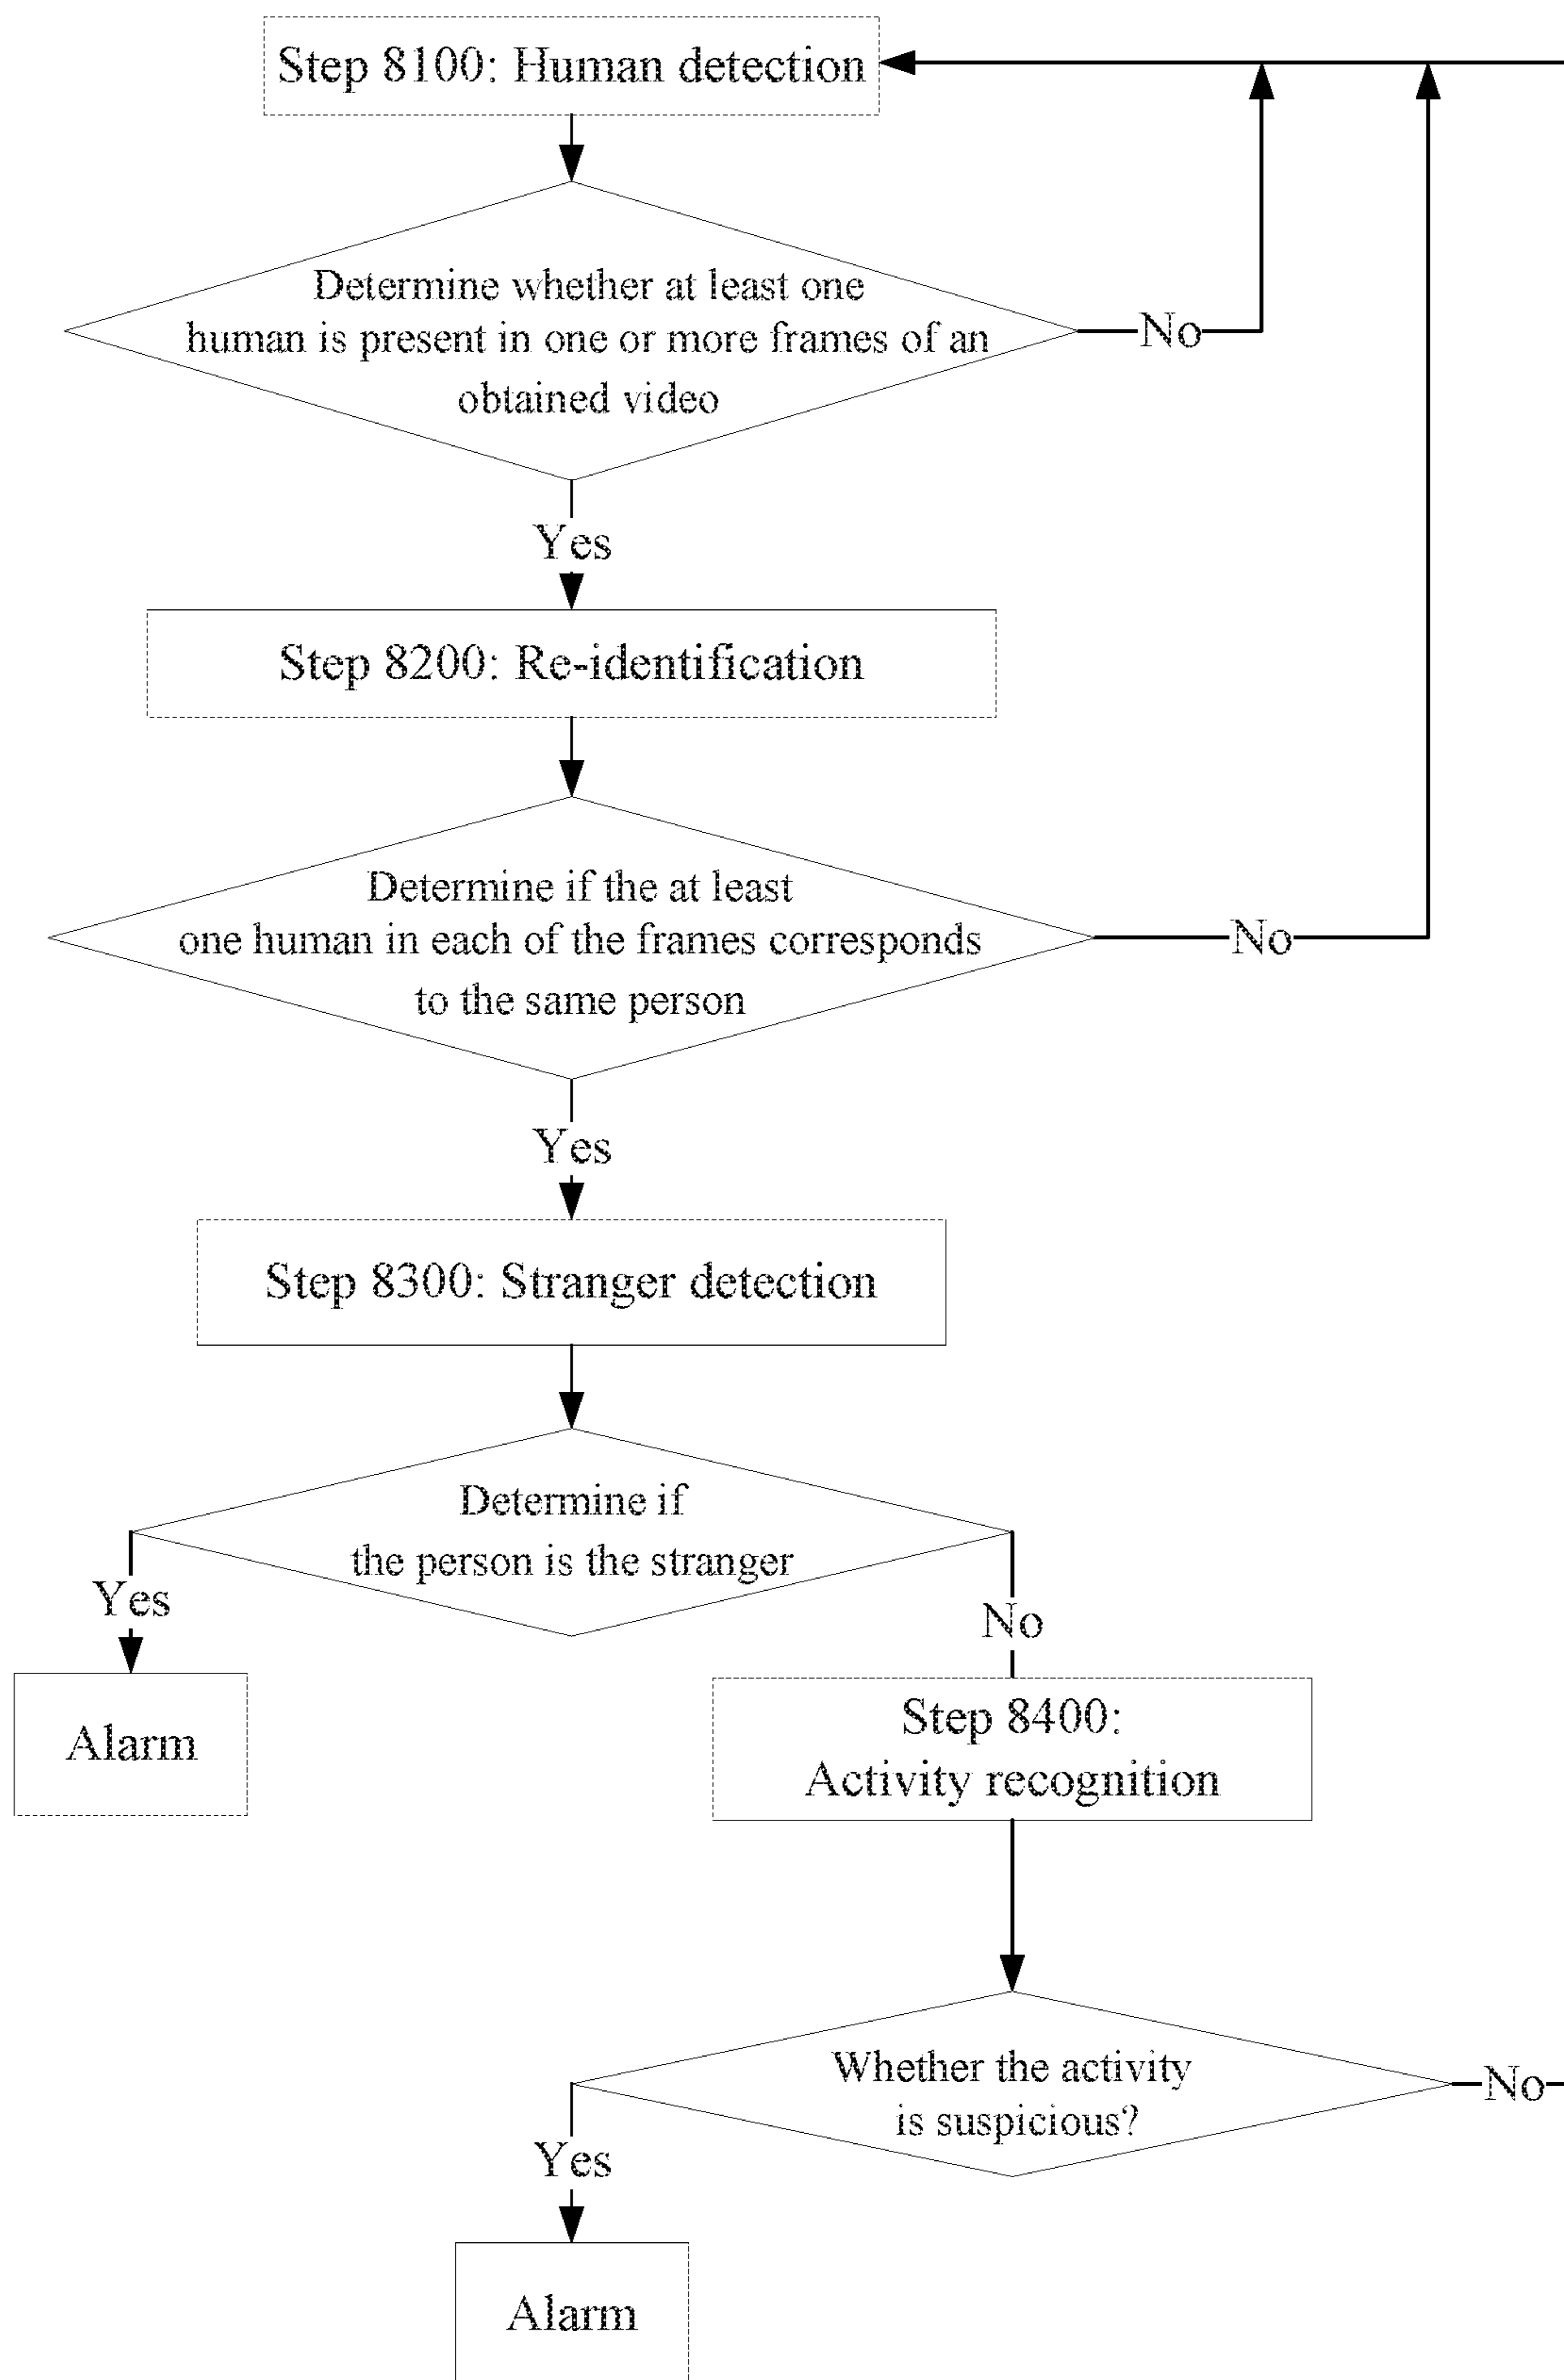 Step 8100: Human detection
Determine whether at least one
human is present in one or more frames of an
obtained video
No
Yes
Step 8200: Re-identification
Determine if the at least
one human in each of the frames corresponds
to the same person
No
Yes
Step 8300: Stranger detection
Determine if
the person is the stranger
Yes
No
Alarm
Step 8400:
Activity recognition
Whether the activity
is suspicious?
No
Yes
Alarm